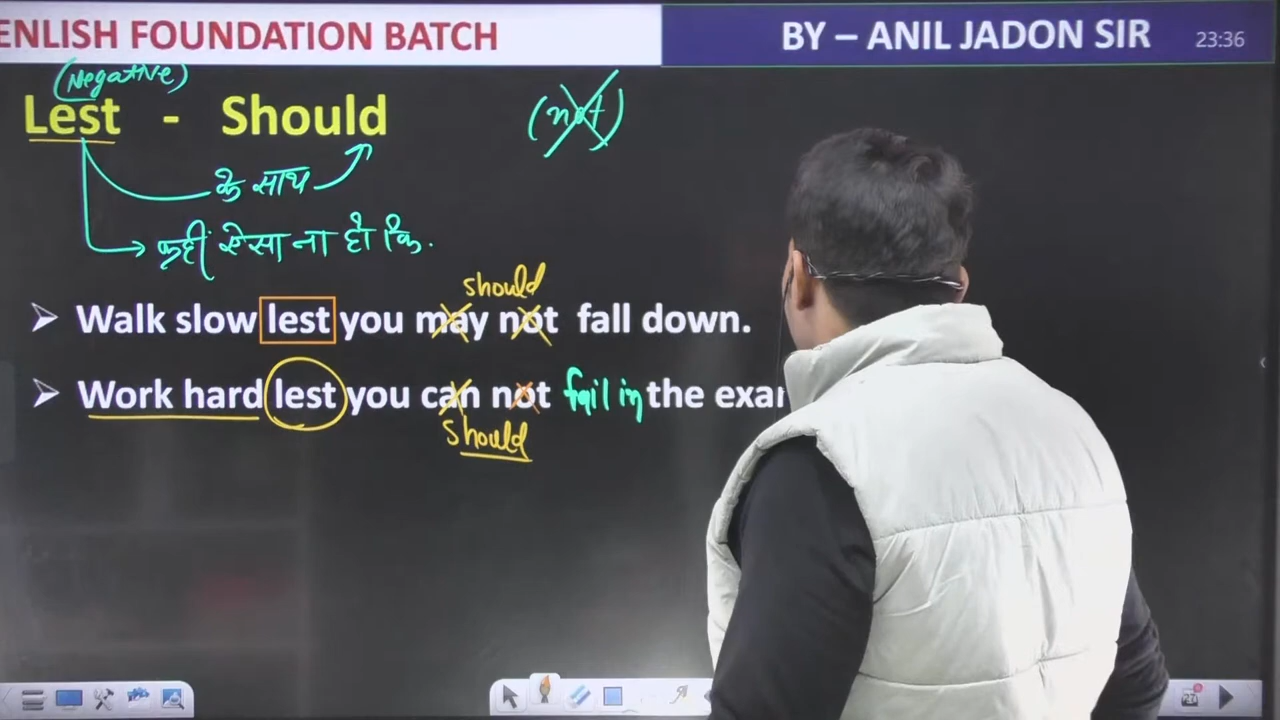 ENLISH FOUNDATION BATCH
BY – ANIL JADON SIR 23:36
(Negative)
Lest - Should (not)
के साथ
कहीं ऐसा ना हो कि.
should
Walk slow lest you may not fall down.
Work hard lest you can not fail in the exam
should